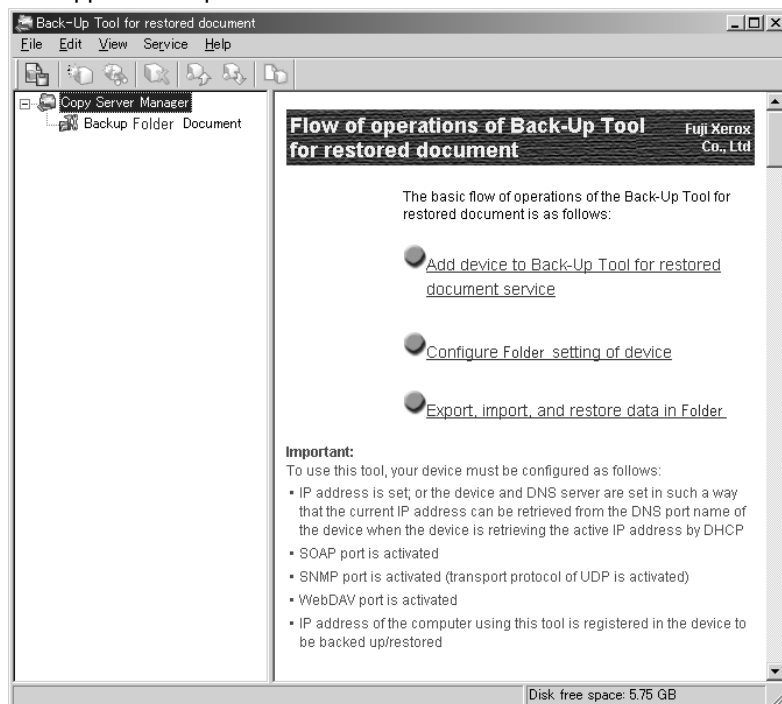 Back-Up Tool for restored document
File Edit View Service Help
Copy Server Manager
Backup Folder Document
Flow of operations of Back-Up Tool
for restored document
Fuji Xerox
Co., Ltd
The basic flow of operations of the Back-Up Tool for
restored document is as follows:
Add device to Back-Up Tool for restored
document service
Configure Folder setting of device
Export, import, and restore data in Folder
Important:
To use this tool, your device must be configured as follows:
▪ IP address is set; or the device and DNS server are set in such a way
that the current IP address can be retrieved from the DNS port name of
the device when the device is retrieving the active IP address by DHCP
▪ SOAP port is activated
▪ SNMP port is activated (transport protocol of UDP is activated)
▪ WebDAV port is activated
▪ IP address of the computer using this tool is registered in the device to
be backed up/restored
Disk free space: 5.75 GB